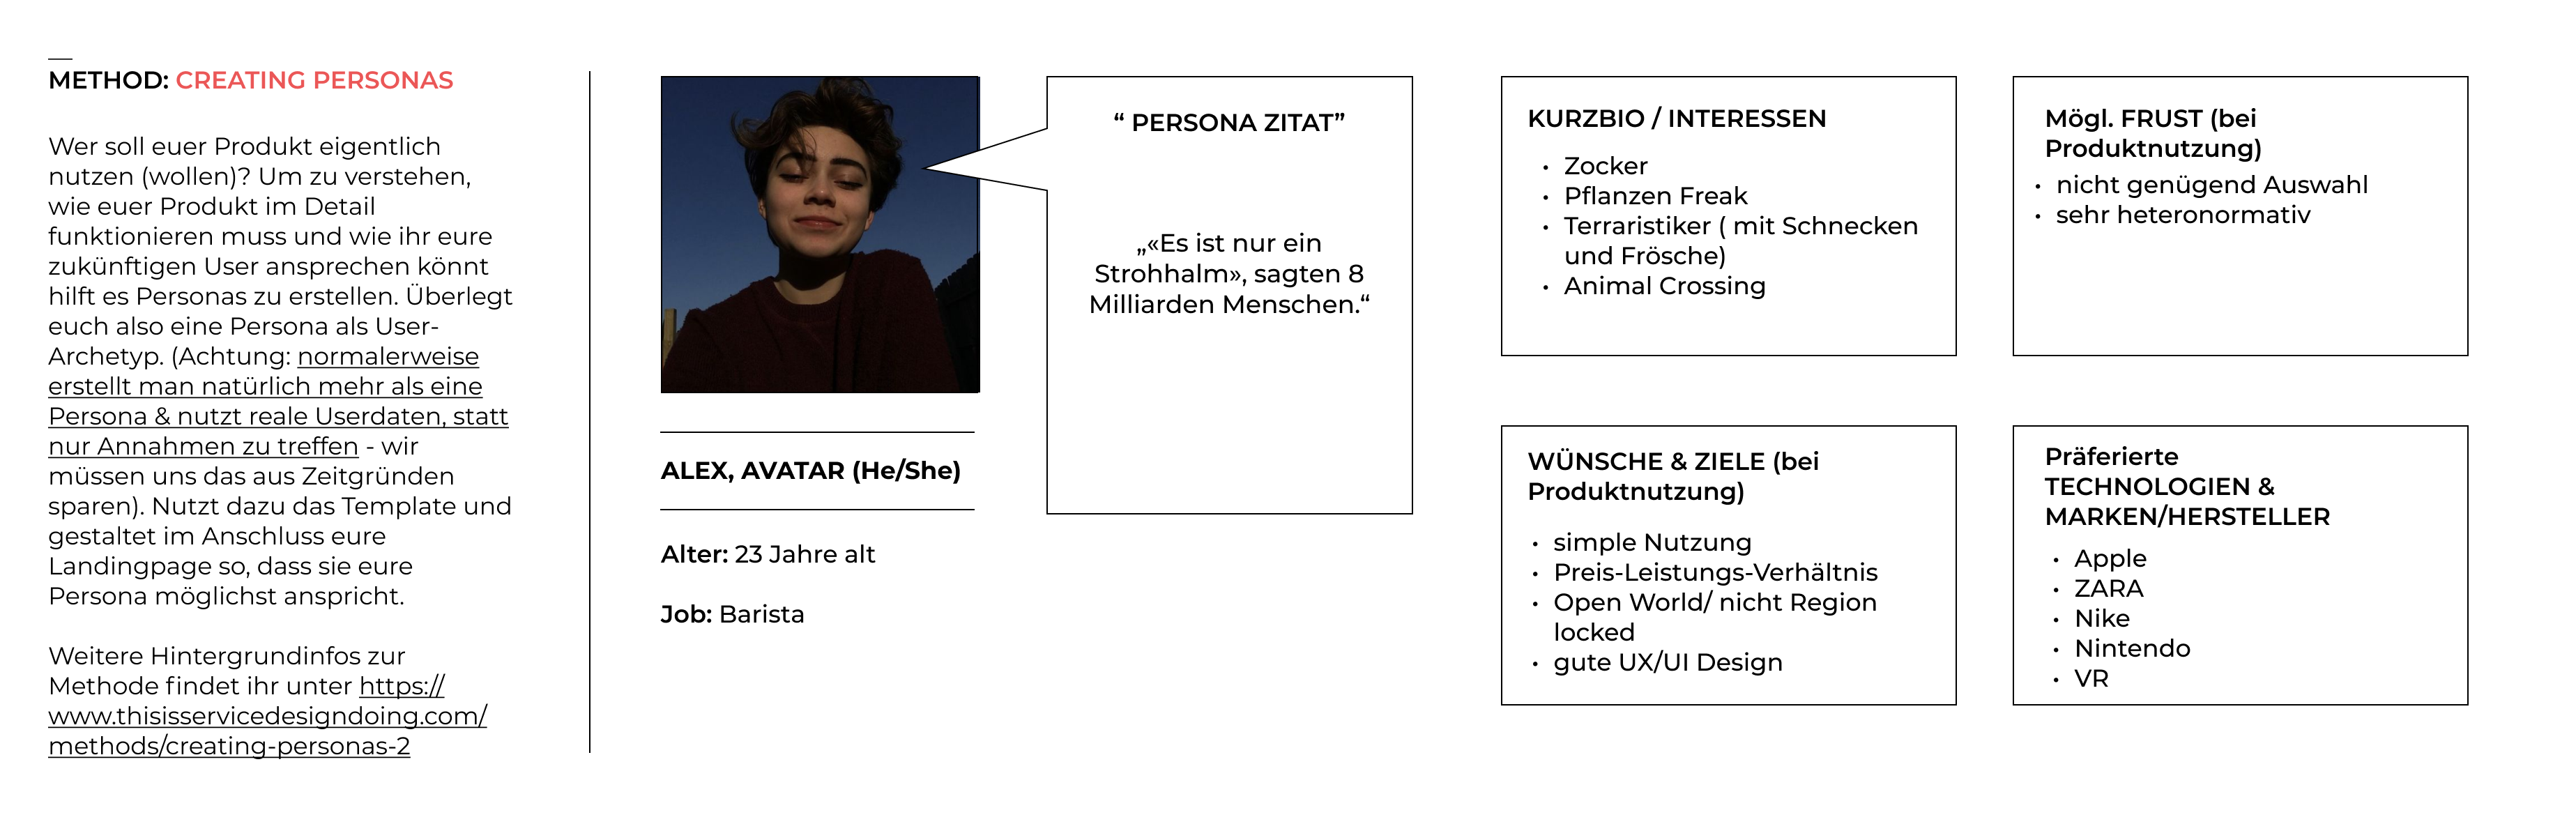 METHOD: CREATING PERSONAS
Wer soll euer Produkt eigentlich
nutzen (wollen)? Um zu verstehen,
wie euer Produkt im Detail
funktionieren muss und wie ihr eure
zukünftigen User ansprechen könnt
hilft es Personas zu erstellen. Überlegt
euch also eine Persona als User-
Archetyp. (Achtung: normalerweise
erstellt man natürlich mehr als eine
Persona & nutzt reale Userdaten, statt
nur Annahmen zu treffen - wir
müssen uns das aus Zeitgründen
sparen). Nutzt dazu das Template und
gestaltet im Anschluss eure
Landingpage so, dass sie eure
Persona möglichst anspricht.
Weitere Hintergrundinfos zur
Methode findet ihr unter https://
www.thisisservicedesigndoing.com/
methods/creating-personas-2
ALEX, AVATAR (He/She)
Alter: 23 Jahre alt
Job: Barista
“ PERSONA ZITAT”
„«Es ist nur ein
Strohhalm», sagten 8
Milliarden Menschen.“
KURZBIO / INTERESSEN
• Zocker
• Pflanzen Freak
• Terraristiker ( mit Schnecken
und Frösche)
• Animal Crossing
WÜNSCHE & ZIELE (bei
Produktnutzung)
• simple Nutzung
• Preis-Leistungs-Verhältnis
• Open World/ nicht Region
locked
• gute UX/UI Design
Mögl. FRUST (bei
Produktnutzung)
• nicht genügend Auswahl
• sehr heteronormativ
Präferierte
TECHNOLOGIEN &
MARKEN/HERSTELLER
• Apple
• ZARA
• Nike
• Nintendo
• VR